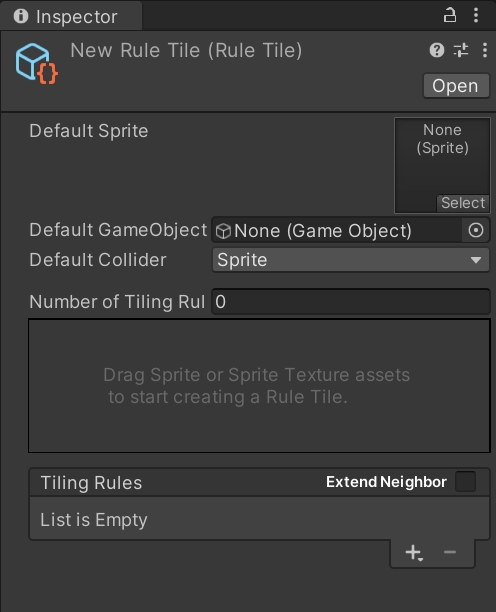 Inspector
New Rule Tile (Rule Tile)
Open
Default Sprite
None
(Sprite)
Select
Default GameObject
None (Game Object)
Default Collider
Sprite
Number of Tiling Rul
0
Drag Sprite or Sprite Texture assets
to start creating a Rule Tile.
Tiling Rules
Extend Neighbor
List is Empty